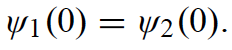 ψ₁(0) = ψ₂(0).